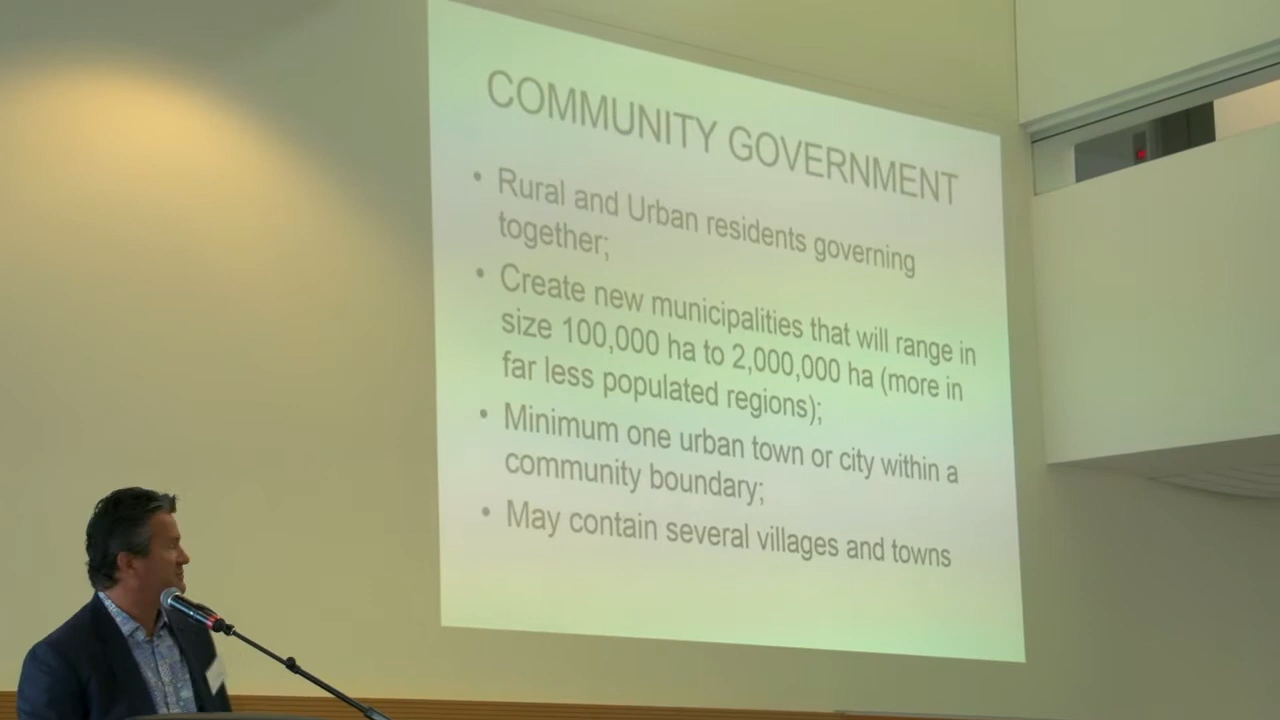 COMMUNITY GOVERNMENT
• Rural and Urban residents governing
together;
• Create new municipalities that will range in
size 100,000 ha to 2,000,000 ha (more in
far less populated regions);
• Minimum one urban town or city within a
community boundary;
• May contain several villages and towns